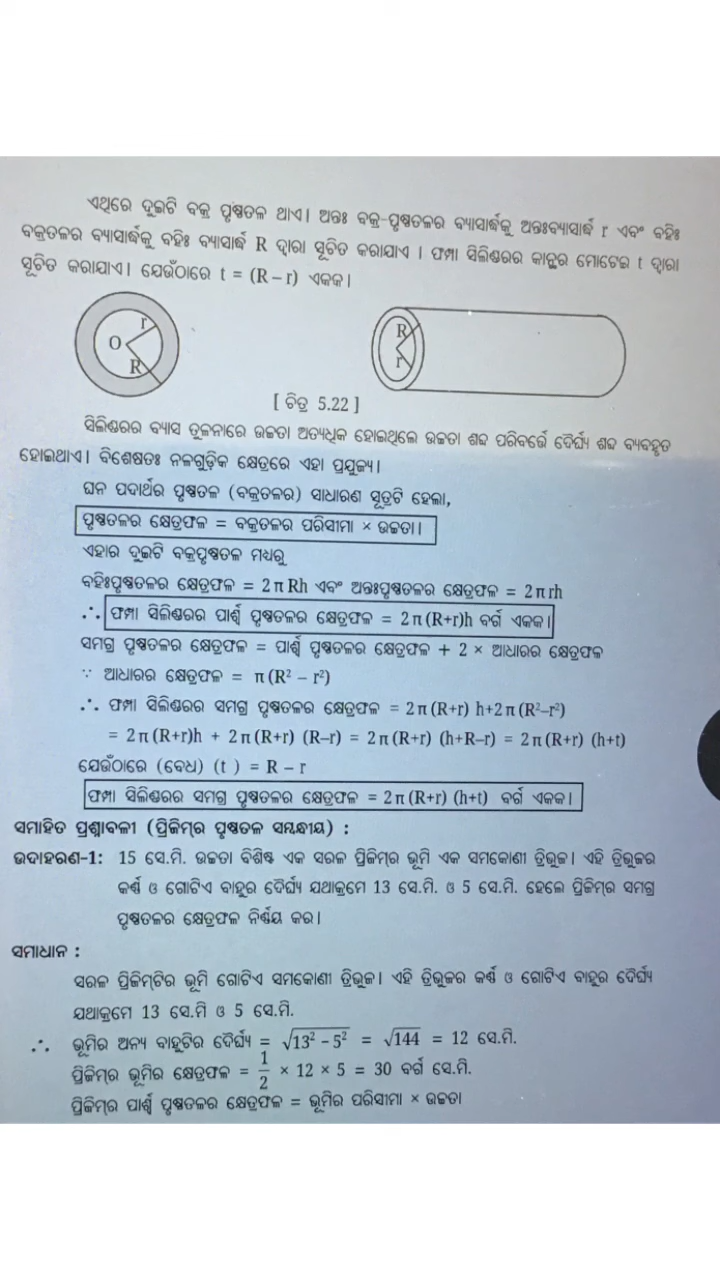 ଏଥିରେ ଦୁଇଟି ବକ୍ର ପୃଷ୍ଠତଳ ଥାଏ। ଅନ୍ତଃ ବକ୍ର-ପୃଷ୍ଠତଳର ବ୍ୟାସାର୍ଦ୍ଧକୁ ଅନ୍ତଃବ୍ୟାସାର୍ଦ୍ଧ r ଏବଂ ବହିଃ
ବକ୍ରତଳର ବ୍ୟାସାର୍ଦ୍ଧକୁ ବହିଃ ବ୍ୟାସାର୍ଦ୍ଧ R ଦ୍ୱାରା ସୂଚିତ କରାଯାଏ । ଫମ୍ପା ସିଲିଣ୍ଡରର କାନ୍ଥର ମୋଟେଇ t ଦ୍ୱାରା
ସୂଚିତ କରାଯାଏ। ଯେଉଁଠାରେ t = (R – r) ଏକକ।
r
O
R
R
r
[ ଚିତ୍ର 5.22 ]
ସିଲିଣ୍ଡରର ବ୍ୟାସ ତୁଳନାରେ ଉଚ୍ଚତା ଅତ୍ୟଧିକ ହୋଇଥିଲେ ଉଚ୍ଚତା ଶବ୍ଦ ପରିବର୍ତ୍ତେ ଦୈର୍ଘ୍ୟ ଶବ୍ଦ ବ୍ୟବହୃତ
ହୋଇଥାଏ। ବିଶେଷତଃ ନଳଗୁଡ଼ିକ କ୍ଷେତ୍ରରେ ଏହା ପ୍ରଯୁଜ୍ୟ।
ଘନ ପଦାର୍ଥର ପୃଷ୍ଠତଳ (ବକ୍ରତଳର) ସାଧାରଣ ସୂତ୍ରଟି ହେଲା,
ପୃଷ୍ଠତଳର କ୍ଷେତ୍ରଫଳ = ବକ୍ରତଳର ପରିସୀମା × ଉଚ୍ଚତା।
ଏହାର ଦୁଇଟି ବକ୍ରପୃଷ୍ଠତଳ ମଧ୍ୟରୁ
ବହିଃପୃଷ୍ଠତଳର କ୍ଷେତ୍ରଫଳ = 2πRh ଏବଂ ଅନ୍ତଃପୃଷ୍ଠତଳର କ୍ଷେତ୍ରଫଳ = 2πrh
∴ ଫମ୍ପା ସିଲିଣ୍ଡରର ପାର୍ଶ୍ୱ ପୃଷ୍ଠତଳର କ୍ଷେତ୍ରଫଳ = 2π(R+r)h ବର୍ଗ ଏକକ।
ସମଗ୍ର ପୃଷ୍ଠତଳର କ୍ଷେତ୍ରଫଳ = ପାର୍ଶ୍ୱ ପୃଷ୍ଠତଳର କ୍ଷେତ୍ରଫଳ + 2 × ଆଧାରର କ୍ଷେତ୍ରଫଳ
∵ ଆଧାରର କ୍ଷେତ୍ରଫଳ = π(R² – r²)
∴ ଫମ୍ପା ସିଲିଣ୍ଡରର ସମଗ୍ର ପୃଷ୍ଠତଳର କ୍ଷେତ୍ରଫଳ = 2π(R+r) h+2π(R²–r²)
= 2π(R+r)h + 2π(R+r) (R–r) = 2π(R+r) (h+R–r) = 2π(R+r) (h+t)
ଯେଉଁଠାରେ (ବେଧ) (t ) = R – r
ଫମ୍ପା ସିଲିଣ୍ଡରର ସମଗ୍ର ପୃଷ୍ଠତଳର କ୍ଷେତ୍ରଫଳ = 2π(R+r) (h+t) ବର୍ଗ ଏକକ।
ସମାହିତ ପ୍ରଶ୍ନାବଳୀ (ପ୍ରିଜିମ୍‌ର ପୃଷ୍ଠତଳ ସମ୍ବନ୍ଧୀୟ) :
ଉଦାହରଣ-1: 15 ସେ.ମି. ଉଚ୍ଚତା ବିଶିଷ୍ଟ ଏକ ସରଳ ପ୍ରିଜିମ୍‌ର ଭୂମି ଏକ ସମକୋଣୀ ତ୍ରିଭୁଜ। ଏହି ତ୍ରିଭୁଜର
କର୍ଣ୍ଣ ଓ ଗୋଟିଏ ବାହୁର ଦୈର୍ଘ୍ୟ ଯଥାକ୍ରମେ 13 ସେ.ମି. ଓ 5 ସେ.ମି. ହେଲେ ପ୍ରିଜିମ୍‌ର ସମଗ୍ର
ପୃଷ୍ଠତଳର କ୍ଷେତ୍ରଫଳ ନିର୍ଣ୍ଣୟ କର।
ସମାଧାନ :
ସରଳ ପ୍ରିଜିମ୍‌ଟିର ଭୂମି ଗୋଟିଏ ସମକୋଣୀ ତ୍ରିଭୁଜ। ଏହି ତ୍ରିଭୁଜର କର୍ଣ୍ଣ ଓ ଗୋଟିଏ ବାହୁର ଦୈର୍ଘ୍ୟ
ଯଥାକ୍ରମେ 13 ସେ.ମି ଓ 5 ସେ.ମି.
∴ ଭୂମିର ଅନ୍ୟ ବାହୁଟିର ଦୈର୍ଘ୍ୟ = √(13² – 5²) = √144 = 12 ସେ.ମି.
ପ୍ରିଜିମ୍‌ର ଭୂମିର କ୍ଷେତ୍ରଫଳ = 1/2 × 12 × 5 = 30 ବର୍ଗ ସେ.ମି.
ପ୍ରିଜିମ୍‌ର ପାର୍ଶ୍ୱ ପୃଷ୍ଠତଳର କ୍ଷେତ୍ରଫଳ = ଭୂମିର ପରିସୀମା × ଉଚ୍ଚତା